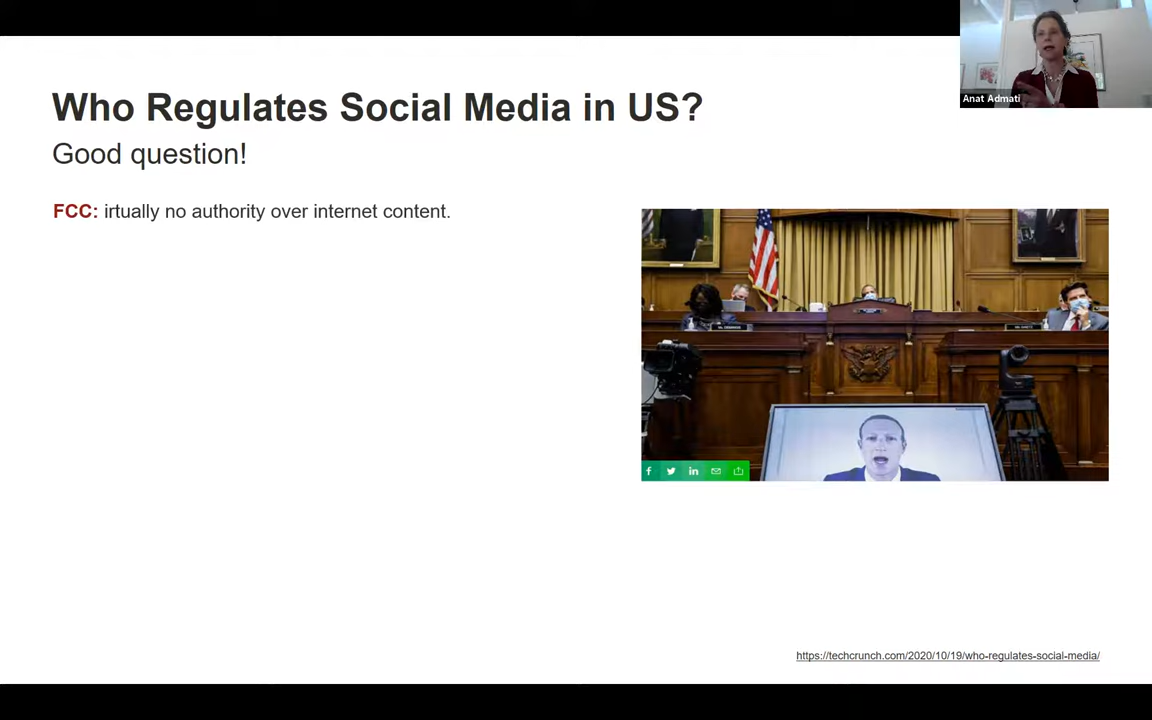 Anat Admati
Who Regulates Social Media in US?
Good question!
FCC: irtually no authority over internet content.
https://techcrunch.com/2020/10/19/who-regulates-social-media/